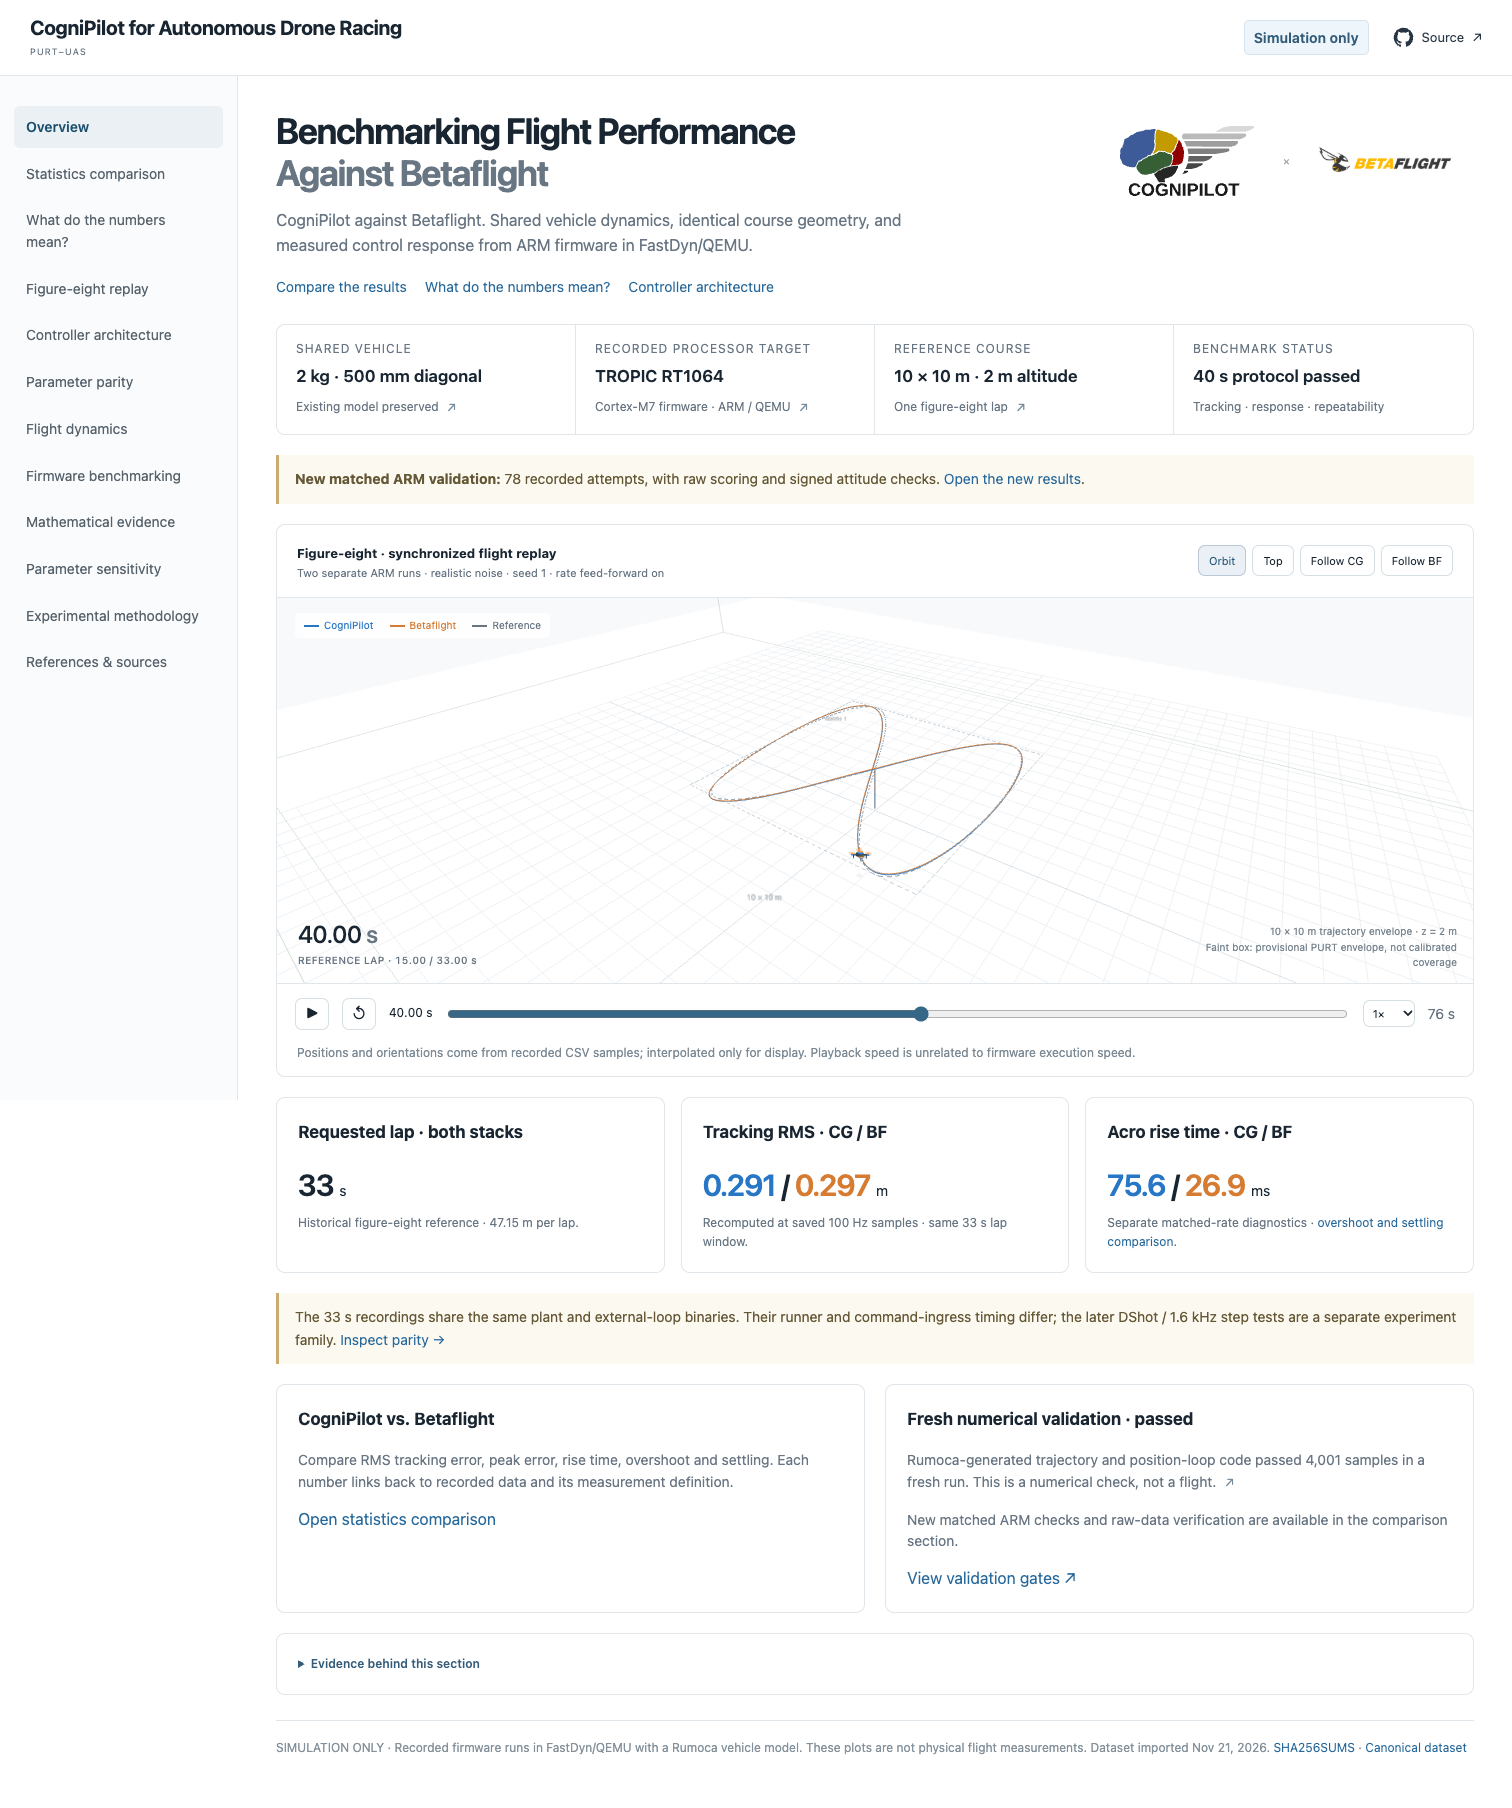 CogniPilot for Autonomous Drone Racing
PURT–UAS
Simulation only
Source ↗
Overview
Statistics comparison
What do the numbers
mean?
Figure-eight replay
Controller architecture
Parameter parity
Flight dynamics
Firmware benchmarking
Mathematical evidence
Parameter sensitivity
Experimental methodology
References & sources
Benchmarking Flight Performance
Against Betaflight
COGNIPILOT
×
BETAFLIGHT
CogniPilot against Betaflight. Shared vehicle dynamics, identical course geometry, and
measured control response from ARM firmware in FastDyn/QEMU.
Compare the results What do the numbers mean? Controller architecture
SHARED VEHICLE
2 kg · 500 mm diagonal
Existing model preserved ↗
RECORDED PROCESSOR TARGET
TROPIC RT1064
Cortex-M7 firmware · ARM / QEMU ↗
REFERENCE COURSE
10 × 10 m · 2 m altitude
One figure-eight lap ↗
BENCHMARK STATUS
40 s protocol passed
Tracking · response · repeatability
New matched ARM validation: 78 recorded attempts, with raw scoring and signed attitude checks. Open the new results.
Figure-eight · synchronized flight replay
Two separate ARM runs · realistic noise · seed 1 · rate feed-forward on
Orbit Top Follow CG Follow BF
CogniPilot Betaflight Reference
10 × 10 m
40.00 s
REFERENCE LAP · 15.00 / 33.00 s
10 × 10 m trajectory envelope · z = 2 m
Faint box: provisional PURT envelope, not calibrated
coverage
40.00 s
1×
76 s
Positions and orientations come from recorded CSV samples; interpolated only for display. Playback speed is unrelated to firmware execution speed.
Requested lap · both stacks
33 s
Historical figure-eight reference · 47.15 m per lap.
Tracking RMS · CG / BF
0.291 / 0.297 m
Recomputed at saved 100 Hz samples · same 33 s lap
window.
Acro rise time · CG / BF
75.6 / 26.9 ms
Separate matched-rate diagnostics · overshoot and settling
comparison.
The 33 s recordings share the same plant and external-loop binaries. Their runner and command-ingress timing differ; the later DShot / 1.6 kHz step tests are a separate experiment
family. Inspect parity →
CogniPilot vs. Betaflight
Compare RMS tracking error, peak error, rise time, overshoot and settling. Each
number links back to recorded data and its measurement definition.
Open statistics comparison
Fresh numerical validation · passed
Rumoca-generated trajectory and position-loop code passed 4,001 samples in a
fresh run. This is a numerical check, not a flight. ↗
New matched ARM checks and raw-data verification are available in the comparison
section.
View validation gates ↗
Evidence behind this section
SIMULATION ONLY · Recorded firmware runs in FastDyn/QEMU with a Rumoca vehicle model. These plots are not physical flight measurements. Dataset imported Nov 21, 2026. SHA256SUMS · Canonical dataset